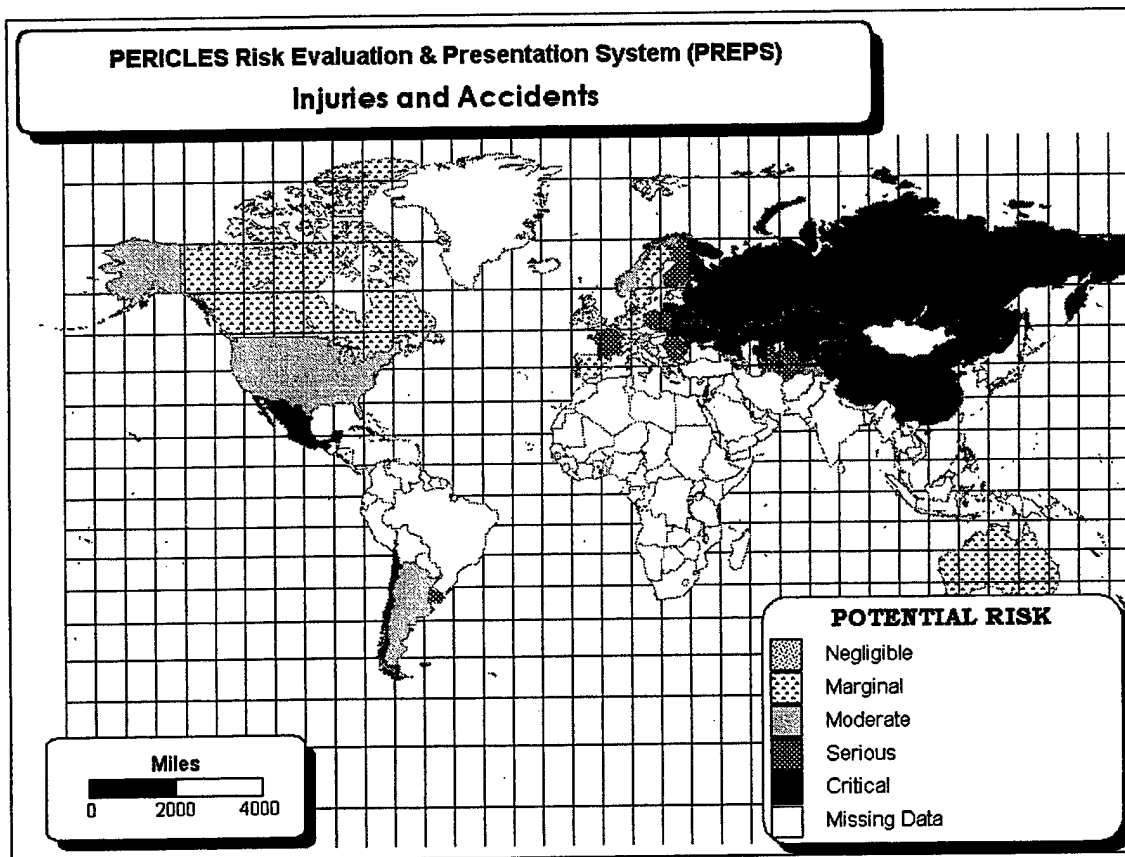 PERICLES Risk Evaluation & Presentation System (PREPS)
Injuries and Accidents
POTENTIAL RISK
Negligible
Marginal
Moderate
Serious
Critical
Missing Data
Miles
0 2000 4000